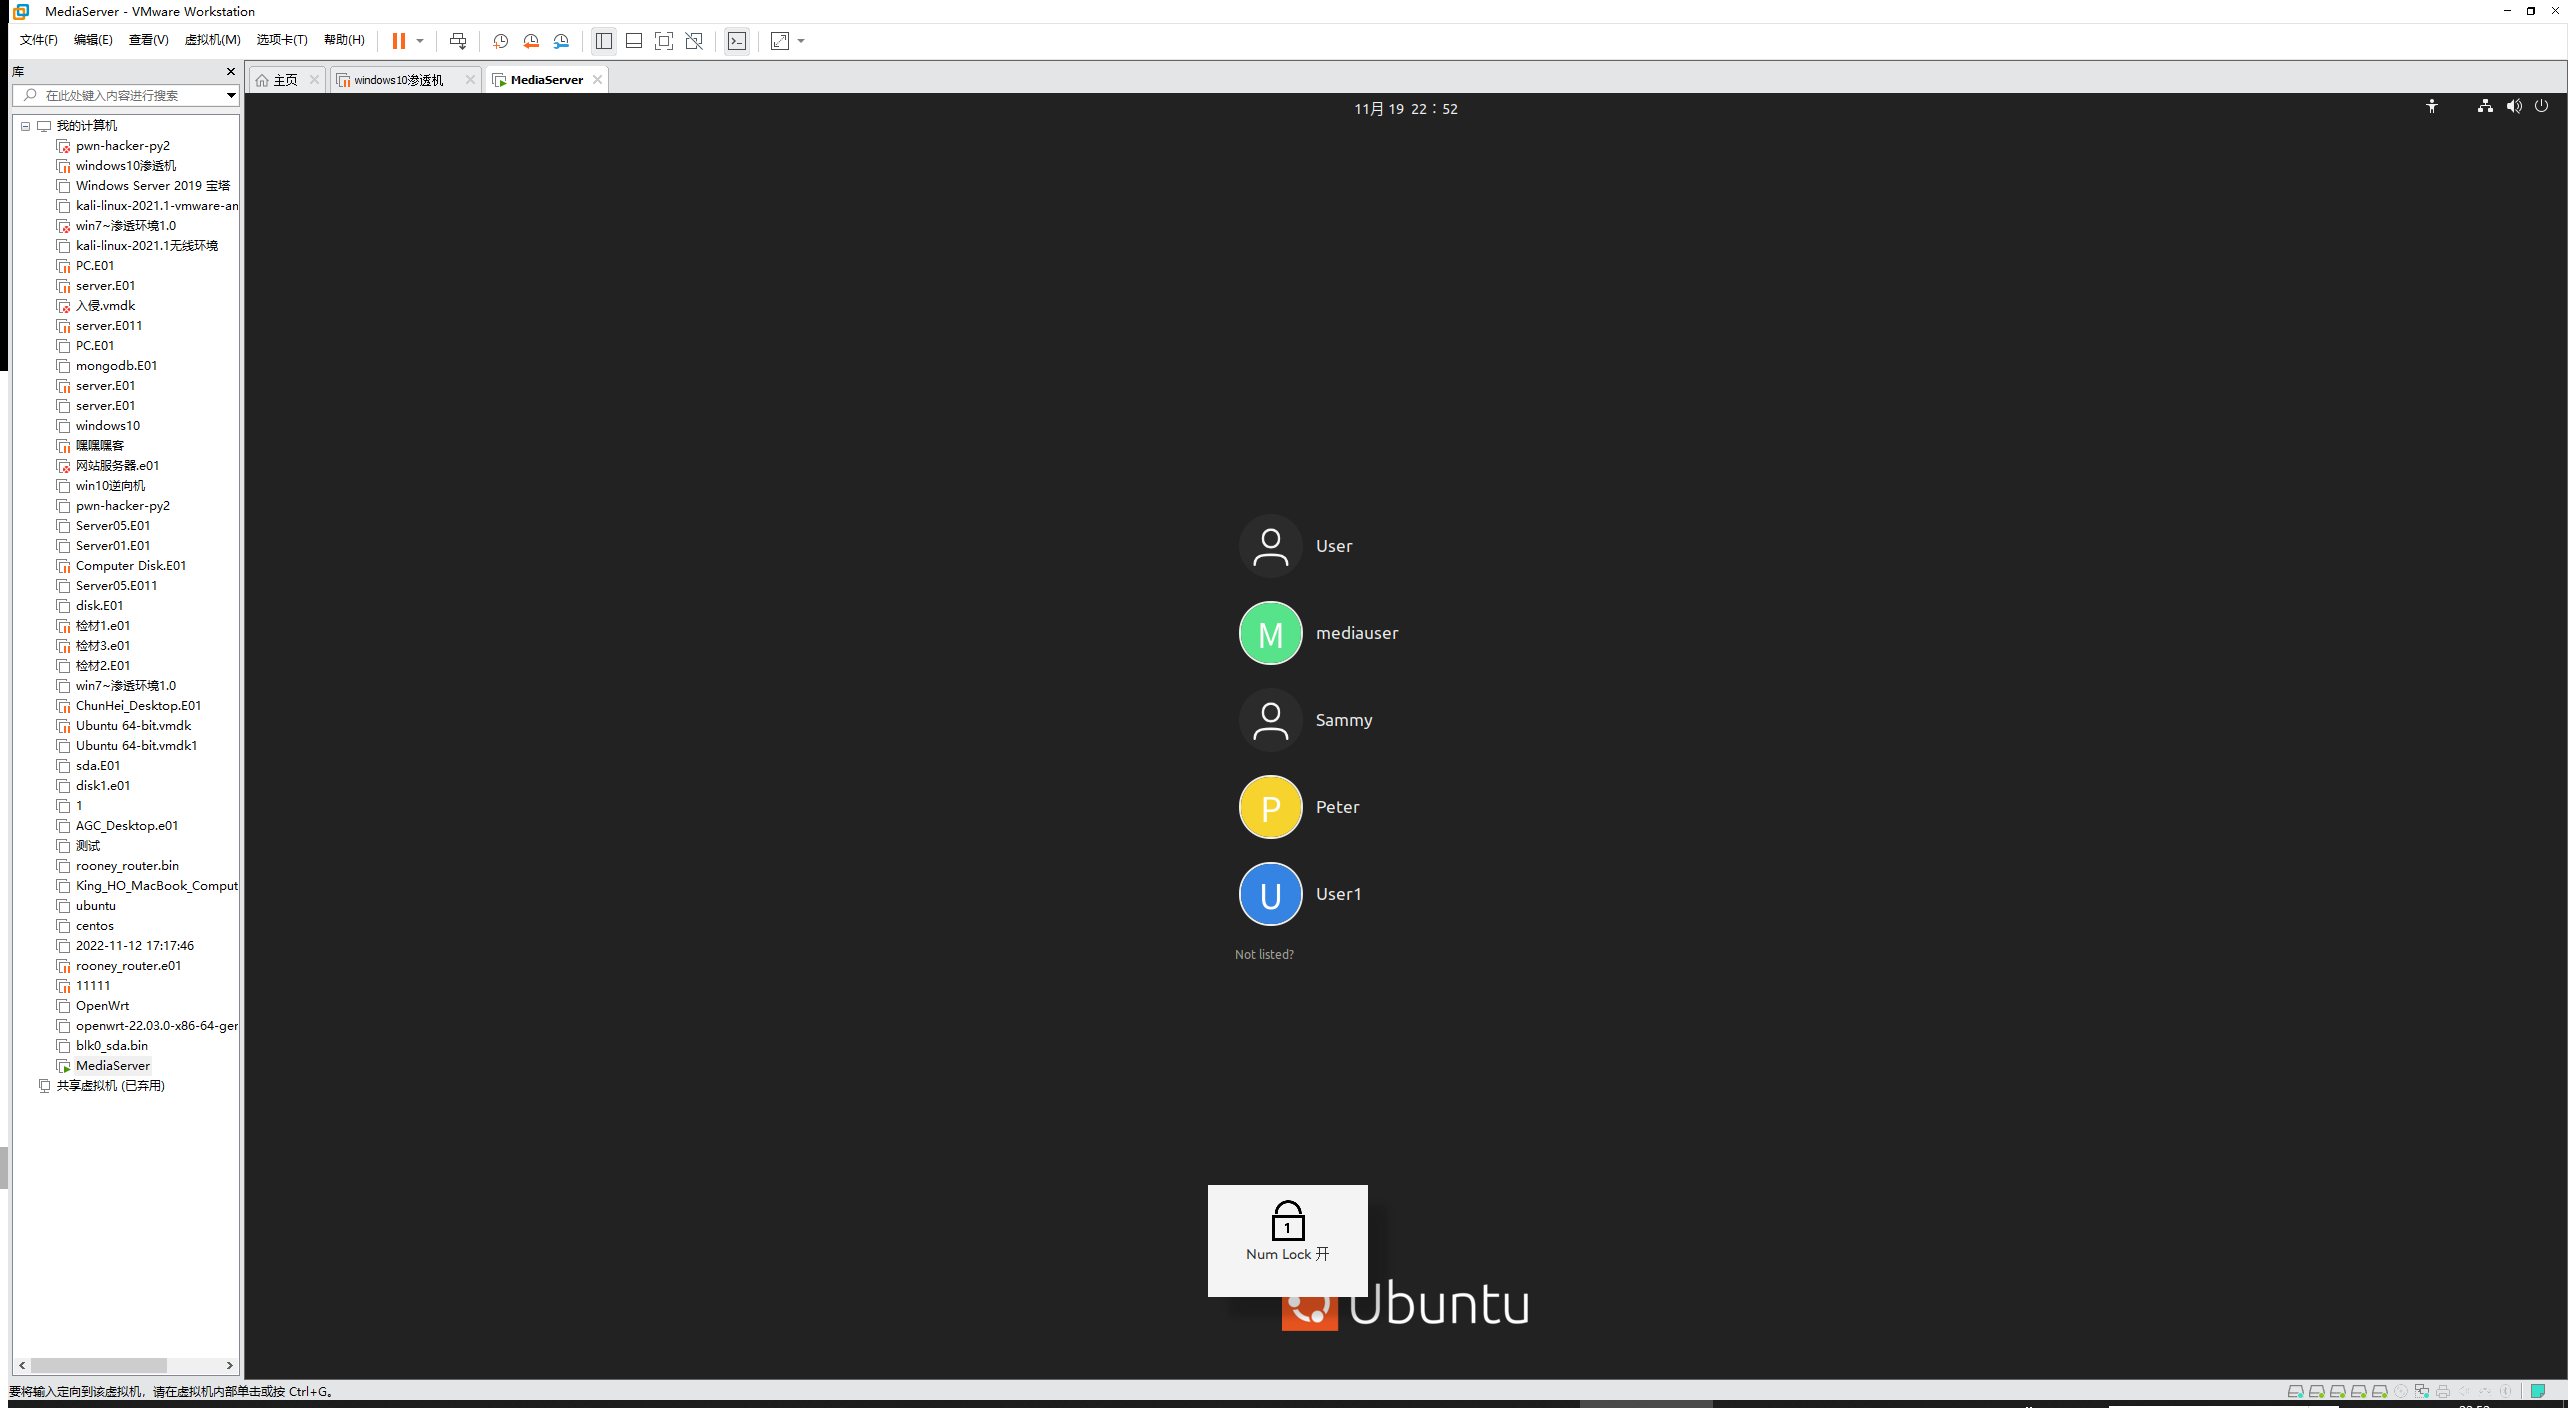 MediaServer - VMware Workstation
文件(F) 编辑(E) 查看(V) 虚拟机(M) 选项卡(T) 帮助(H)
库
在此处键入内容进行搜索
我的计算机
pwn-hacker-py2
windows10渗透机
Windows Server 2019 宝塔
kali-linux-2021.1-vmware-an
win7~渗透环境1.0
kali-linux-2021.1无线环境
PC.E01
server.E01
入侵.vmdk
server.E011
PC.E01
mongodb.E01
server.E01
server.E01
windows10
嘿嘿嘿客
网站服务器.e01
win10逆向机
pwn-hacker-py2
Server05.E01
Server01.E01
Computer Disk.E01
Server05.E011
disk.E01
检材1.e01
检材3.e01
检材2.E01
win7~渗透环境1.0
ChunHei_Desktop.E01
Ubuntu 64-bit.vmdk
Ubuntu 64-bit.vmdk1
sda.E01
disk1.e01
1
AGC_Desktop.e01
测试
rooney_router.bin
King_HO_MacBook_Comput
ubuntu
centos
2022-11-12 17:17:46
rooney_router.e01
11111
OpenWrt
openwrt-22.03.0-x86-64-ger
blk0_sda.bin
MediaServer
共享虚拟机 (已弃用)
主页 windows10渗透机 MediaServer
11月 19 22：52
User
M mediauser
Sammy
P Peter
U User1
Not listed?
1
Num Lock 开
Ubuntu
要将输入定向到该虚拟机，请在虚拟机内部单击或按 Ctrl+G。